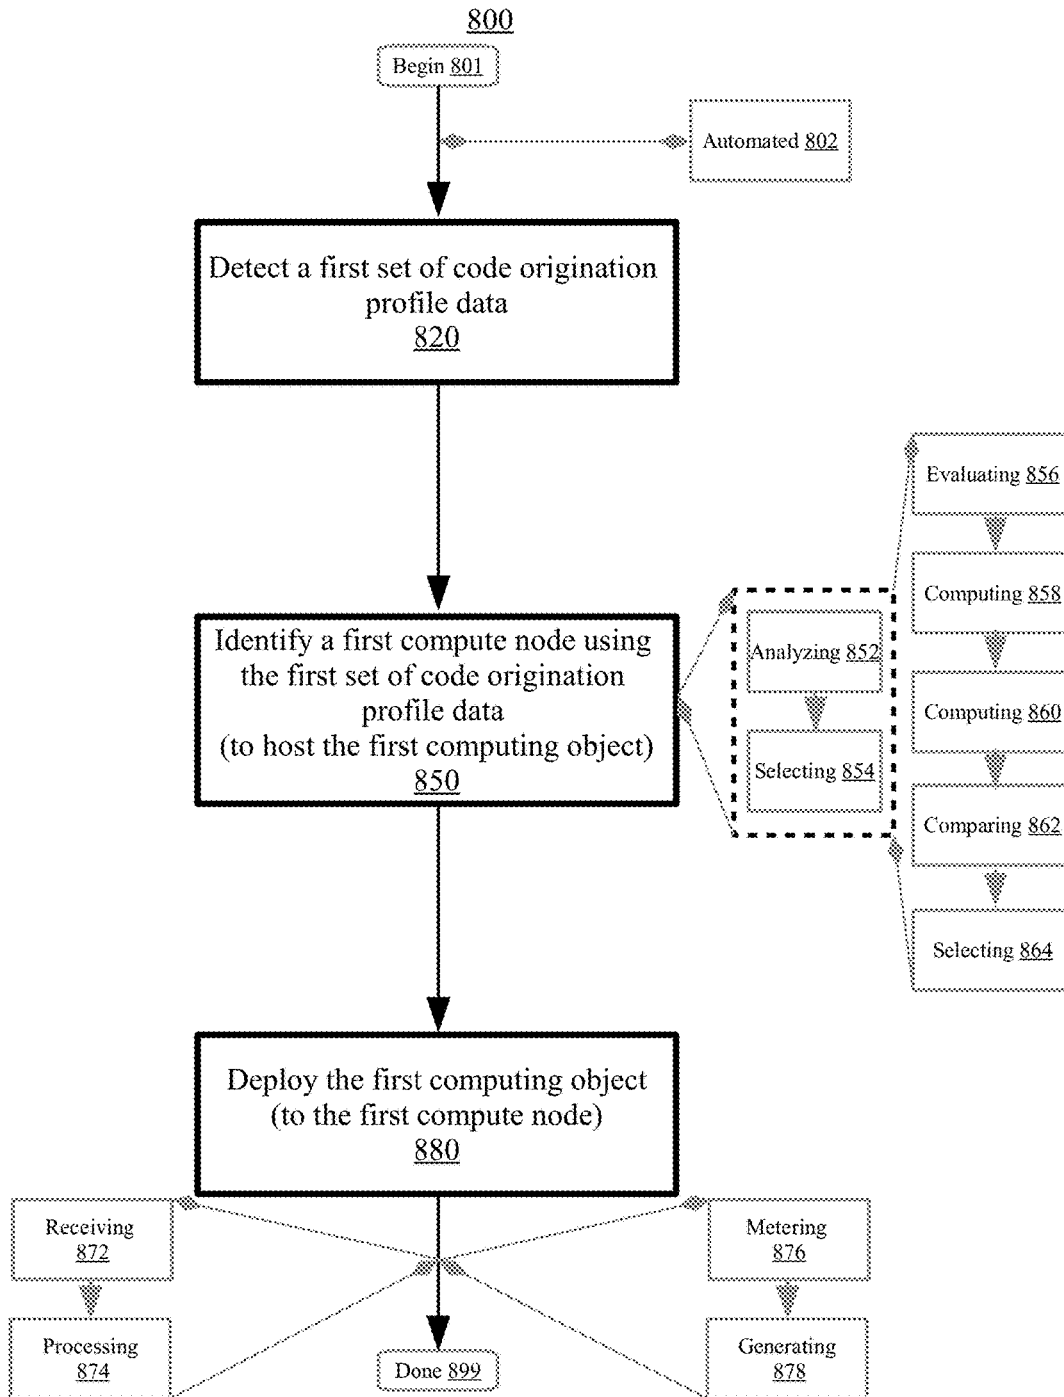 800
Begin 801
Automated 802
Detect a first set of code origination
profile data
820
Evaluating 856
Computing 858
Identify a first compute node using
the first set of code origination
profile data
(to host the first computing object)
850
Analyzing 852
Selecting 854
Computing 860
Comparing 862
Selecting 864
Deploy the first computing object
(to the first compute node)
880
Receiving
872
Processing
874
Metering
876
Generating
878
Done 899